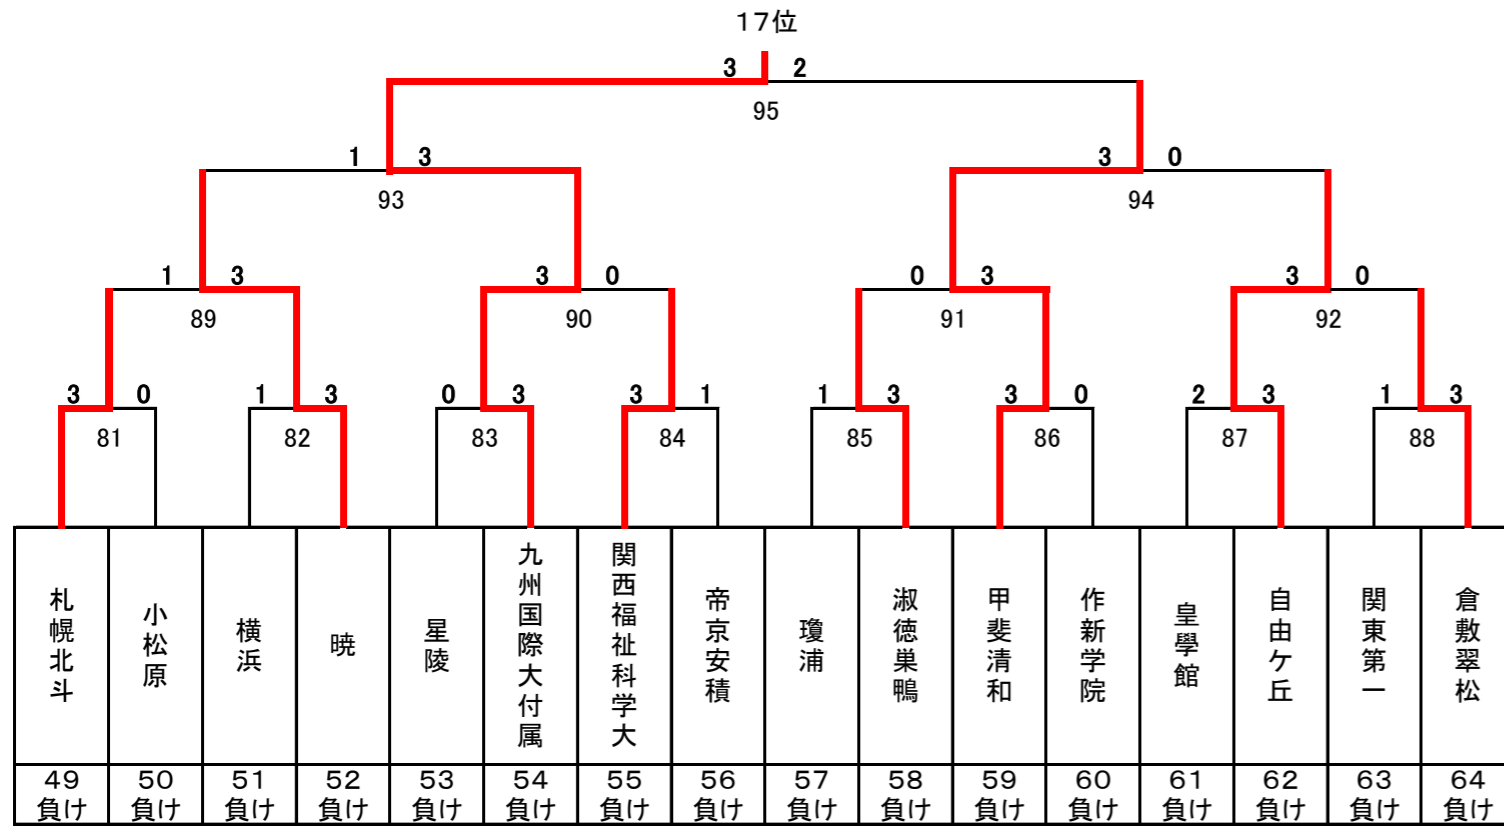 17位
3 2
95
1 3 3 0
93 94
1 3 3 0 0 3 3 0
89 90 91 92
3 0 1 3 0 3 3 1 1 3 3 0 2 3 1 3
81 82 83 84 85 86 87 88
札幌北斗
小松原
横浜
暁
星陵
九州国際大付属
関西福祉科学大
帝京安積
瓊浦
淑徳巣鴨
甲斐清和
作新学院
皇學館
自由ケ丘
関東第一
倉敷翠松
49 50 51 52 53 54 55 56 57 58 59 60 61 62 63 64
負け 負け 負け 負け 負け 負け 負け 負け 負け 負け 負け 負け 負け 負け 負け 負け